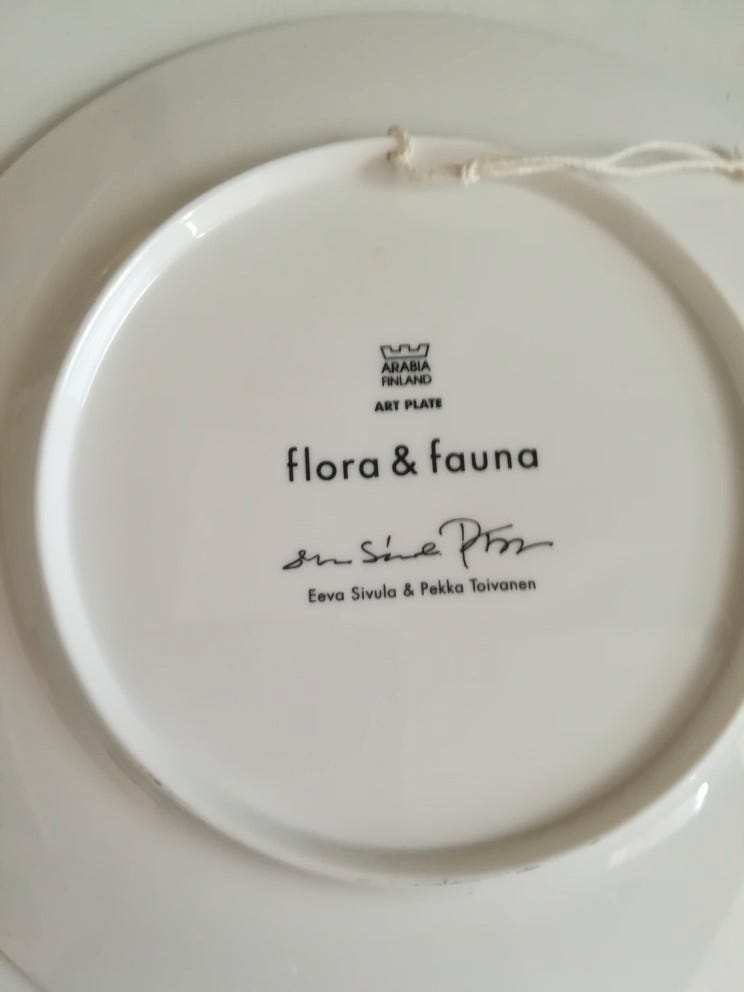 ARABIA
FINLAND
ART PLATE
flora & fauna
Eeva Sivula & Pekka Toivanen